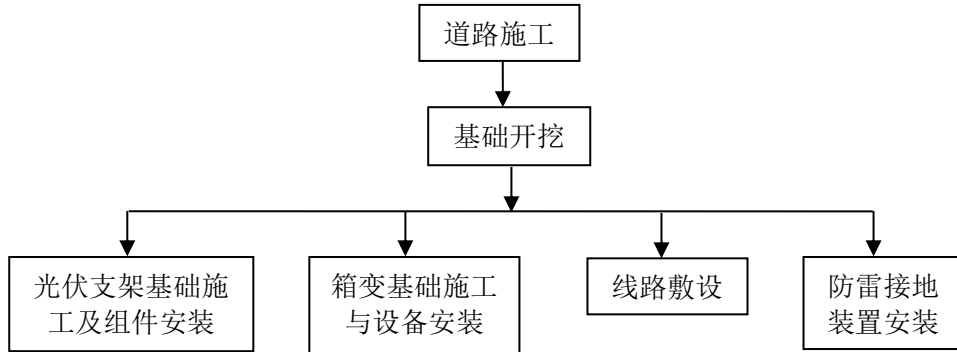 道路施工
基础开挖
光伏支架基础施
工及组件安装
箱变基础施工
与设备安装
线路敷设
防雷接地
装置安装